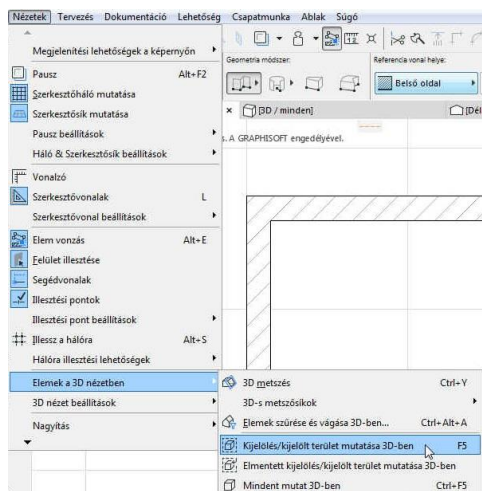 Nézetek Tervezés Dokumentáció Lehetőség Csapatmunka Ablak Súgó
Megjelenítési lehetőségek a képernyőn
Pausz Alt+F2
Szerkesztőháló mutatása
Szerkesztősík mutatása
Pausz beállítások
Háló & Szerkesztősík beállítások
Vonalzó
Szerkesztővonalak L
Szerkesztővonal beállítások
Elem vonzás Alt+E
Felület illesztése
Segédvonalak
Illesztési pontok
Illesztési pont beállítások
Illessz a hálóra Alt+S
Hálóra illesztési lehetőségek
Elemek a 3D nézetben
3D nézet beállítások
Nagyítás
Geometria módszer:
Referencia vonal helye:
Belső oldal
[3D / minden]
[Dél
s. A GRAPHISOFT engedélyével.
3D metszés Ctrl+Y
3D-s metszősíkok
Elemek szűrése és vágása 3D-ben... Ctrl+Alt+A
Kijelölés/kijelölt terület mutatása 3D-ben F5
Elmentett kijelölés/kijelölt terület mutatása 3D-ben
Mindent mutat 3D-ben Ctrl+F5